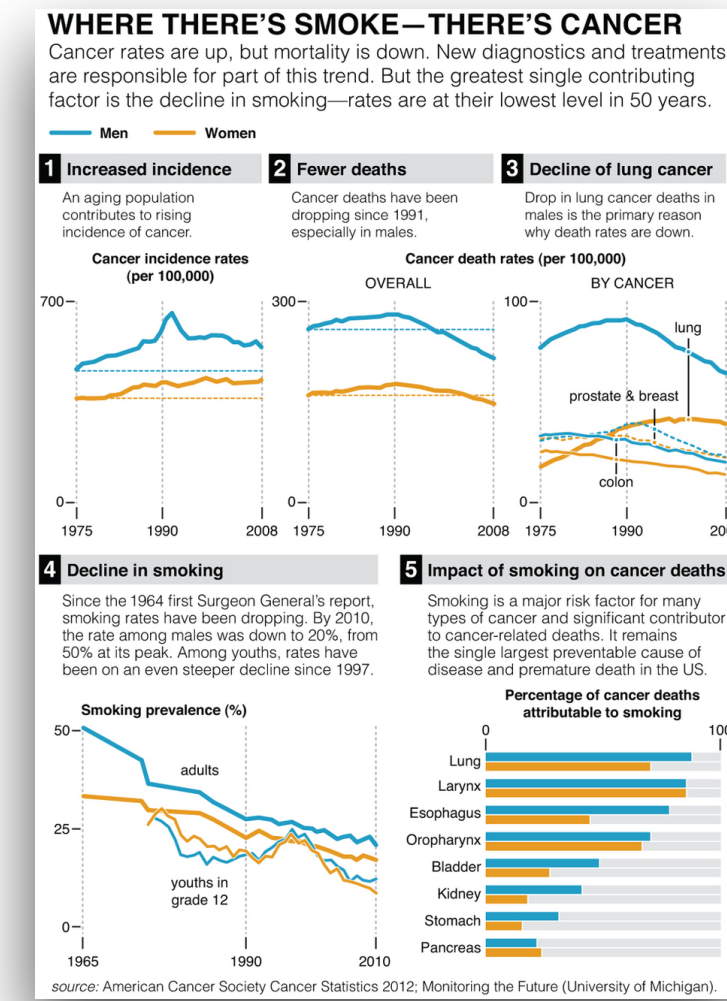 WHERE THERE'S SMOKE—THERE'S CANCER
Cancer rates are up, but mortality is down. New diagnostics and treatments
are responsible for part of this trend. But the greatest single contributing
factor is the decline in smoking—rates are at their lowest level in 50 years.
Men Women
1 Increased incidence
An aging population
contributes to rising
incidence of cancer.
Cancer incidence rates
(per 100,000)
700
0
1975 1990 2008
2 Fewer deaths
Cancer deaths have been
dropping since 1991,
especially in males.
3 Decline of lung cancer
Drop in lung cancer deaths in
males is the primary reason
why death rates are down.
Cancer death rates (per 100,000)
OVERALL
300
0
1975 1990 2008
BY CANCER
100
lung
prostate & breast
colon
0
1975 1990 20
4 Decline in smoking
Since the 1964 first Surgeon General's report,
smoking rates have been dropping. By 2010,
the rate among males was down to 20%, from
50% at its peak. Among youths, rates have
been on an even steeper decline since 1997.
Smoking prevalence (%)
50
adults
25
youths in
grade 12
0
1965 1990 2010
5 Impact of smoking on cancer deaths
Smoking is a major risk factor for many
types of cancer and significant contributor
to cancer-related deaths. It remains
the single largest preventable cause of
disease and premature death in the US.
Percentage of cancer deaths
attributable to smoking
0 100
Lung
Larynx
Esophagus
Oropharynx
Bladder
Kidney
Stomach
Pancreas
source: American Cancer Society Cancer Statistics 2012; Monitoring the Future (University of Michigan).